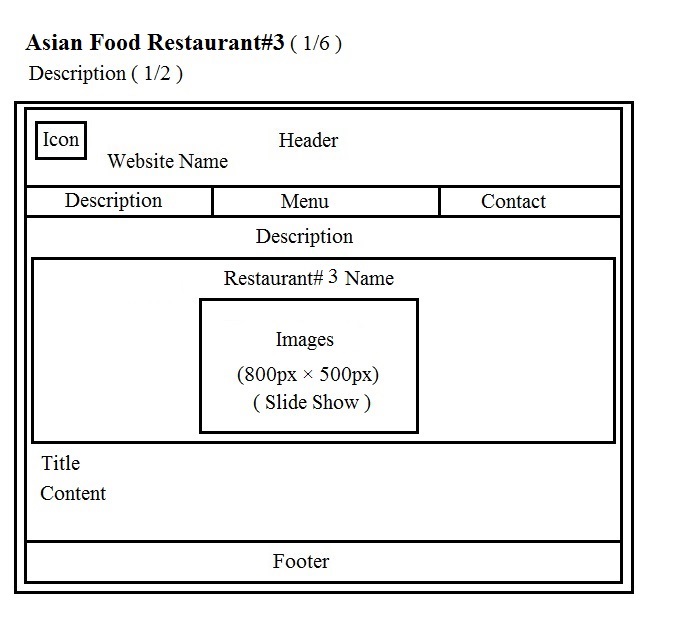 Asian Food Restaurant#3 ( 1/6 )
Description ( 1/2 )
Icon
Header
Website Name
Description Menu Contact
Description
Restaurant# 3 Name
Images
(800px × 500px)
( Slide Show )
Title
Content
Footer